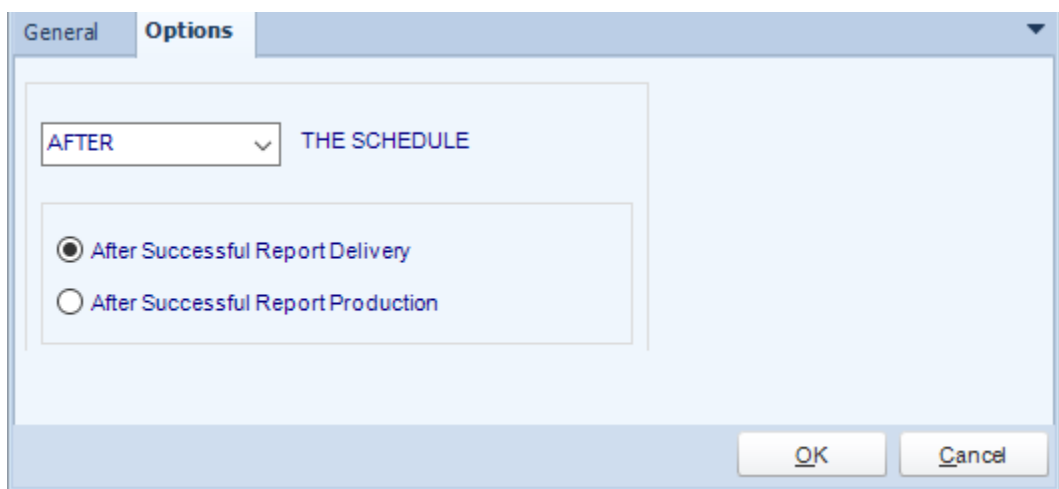 General Options
AFTER THE SCHEDULE
After Successful Report Delivery
After Successful Report Production
OK Cancel